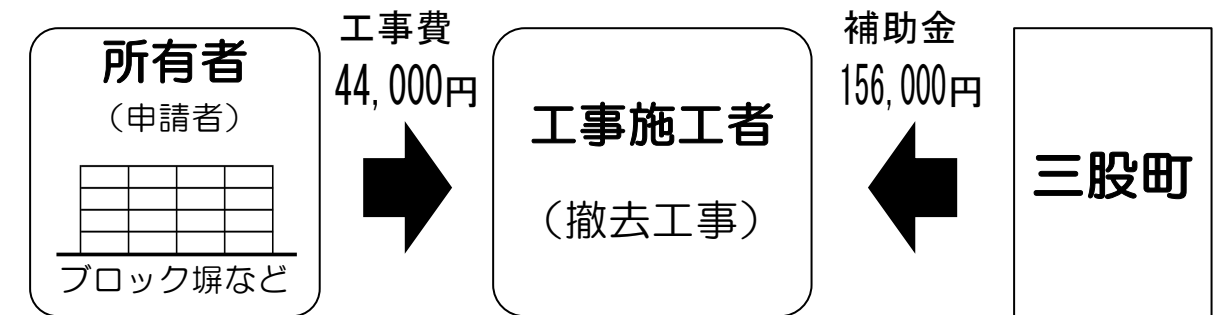 所有者
(申請者)
ブロック塀など
工事費
44,000円
工事施工者
(撤去工事)
補助金
156,000円
三股町